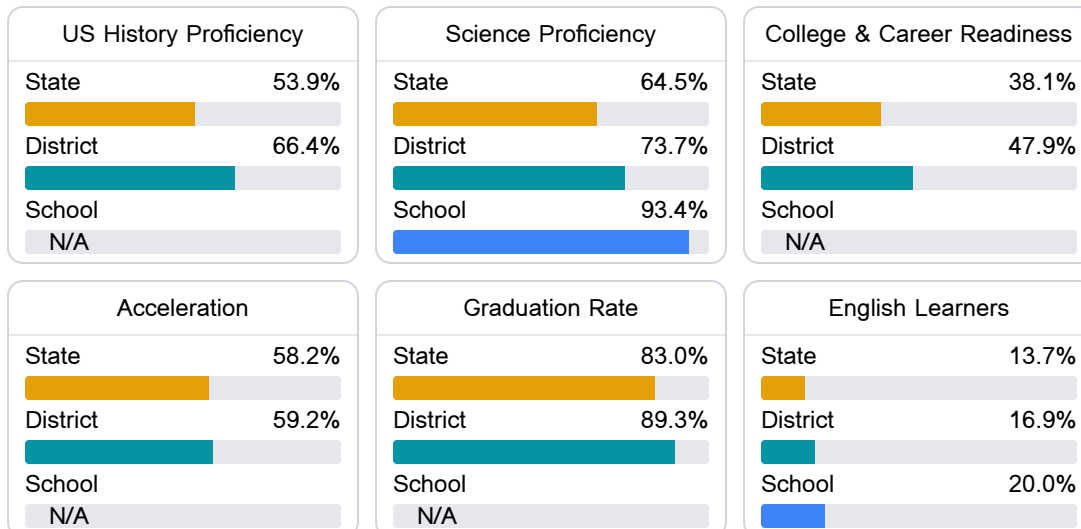 US History Proficiency
State 53.9%
District 66.4%
School
N/A
Science Proficiency
State 64.5%
District 73.7%
School 93.4%
College & Career Readiness
State 38.1%
District 47.9%
School
N/A
Acceleration
State 58.2%
District 59.2%
School
N/A
Graduation Rate
State 83.0%
District 89.3%
School
N/A
English Learners
State 13.7%
District 16.9%
School 20.0%